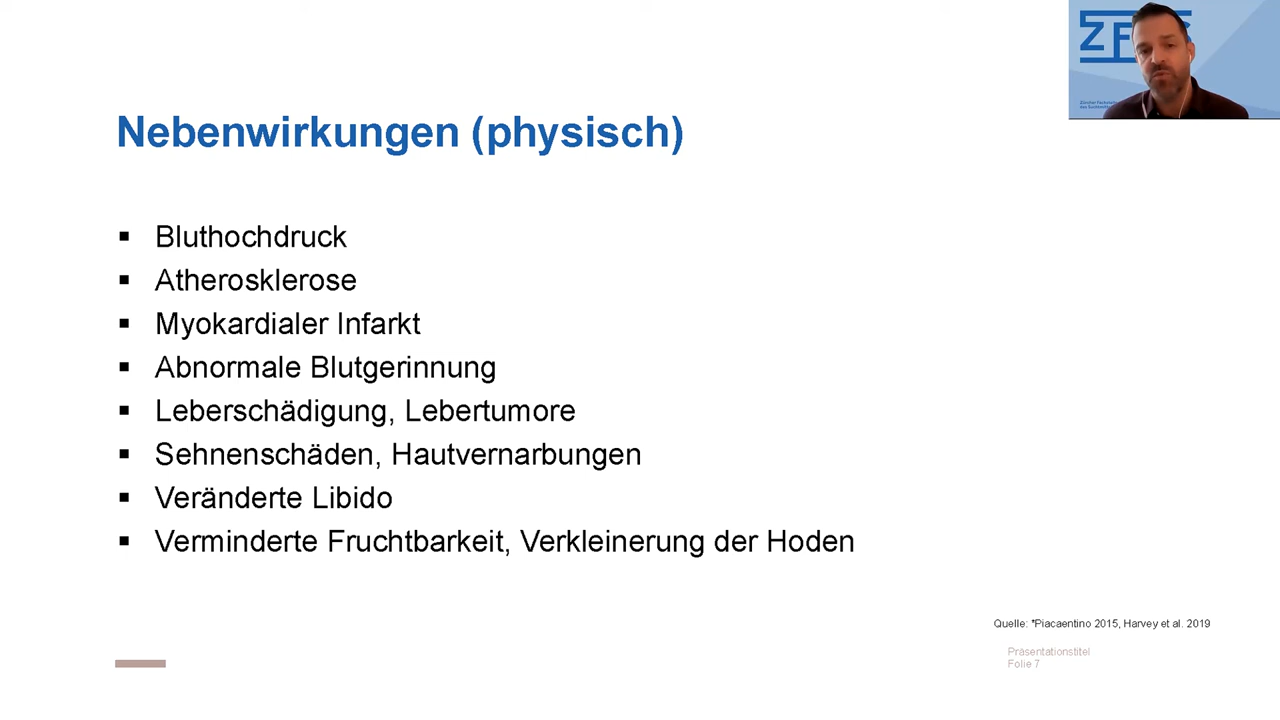 Nebenwirkungen (physisch)
▪ Bluthochdruck
▪ Atherosklerose
▪ Myokardialer Infarkt
▪ Abnormale Blutgerinnung
▪ Leberschädigung, Lebertumore
▪ Sehnenschäden, Hautvernarbungen
▪ Veränderte Libido
▪ Verminderte Fruchtbarkeit, Verkleinerung der Hoden
Quelle: *Piacaentino 2015, Harvey et al. 2019
Präsentationstitel
Folie 7